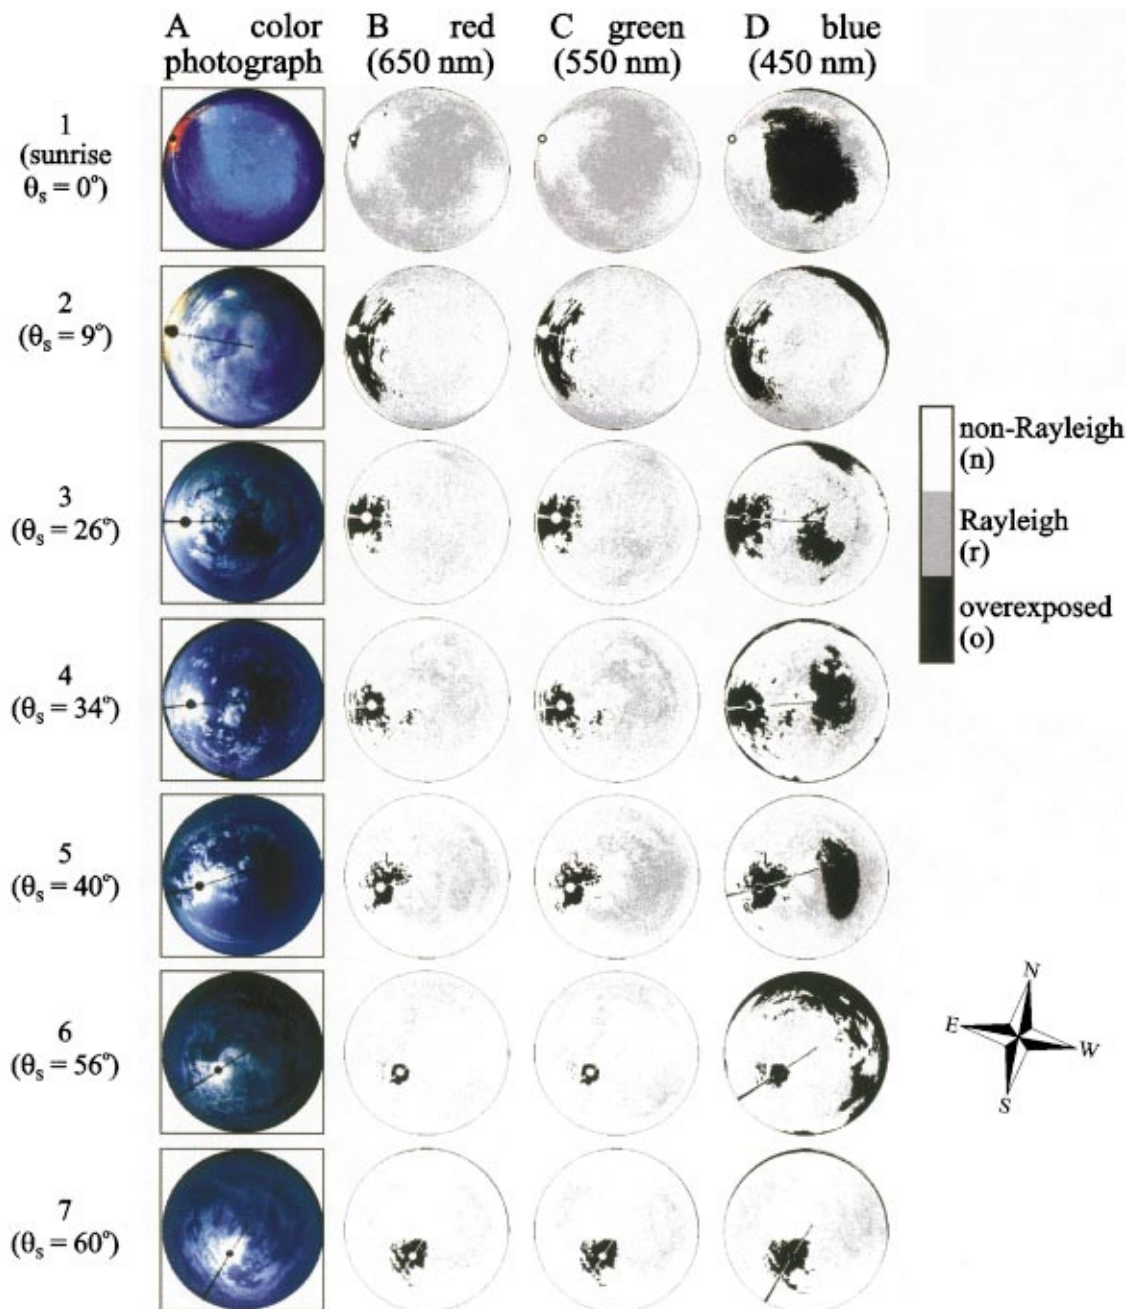 A color photograph
B red (650 nm)
C green (550 nm)
D blue (450 nm)
1
(sunrise
θs = 0°)
2
(θs = 9°)
3
(θs = 26°)
4
(θs = 34°)
5
(θs = 40°)
6
(θs = 56°)
7
(θs = 60°)
non-Rayleigh
(n)
Rayleigh
(r)
overexposed
(o)
N
E
W
S